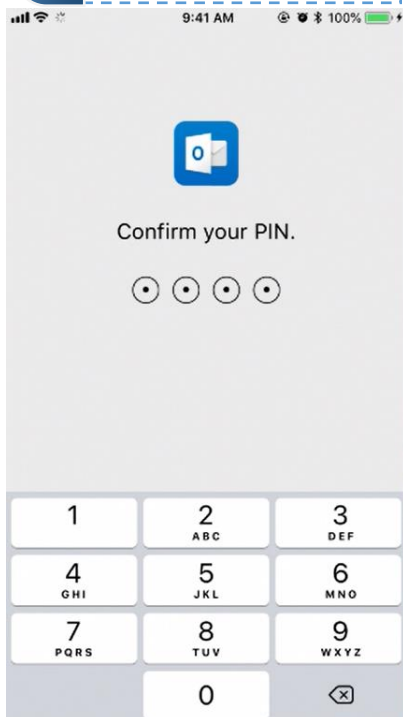 9:41 AM 100%
O
Confirm your PIN.
1 2 3
ABC DEF
4 5 6
GHI JKL MNO
7 8 9
PQRS TUV WXYZ
0